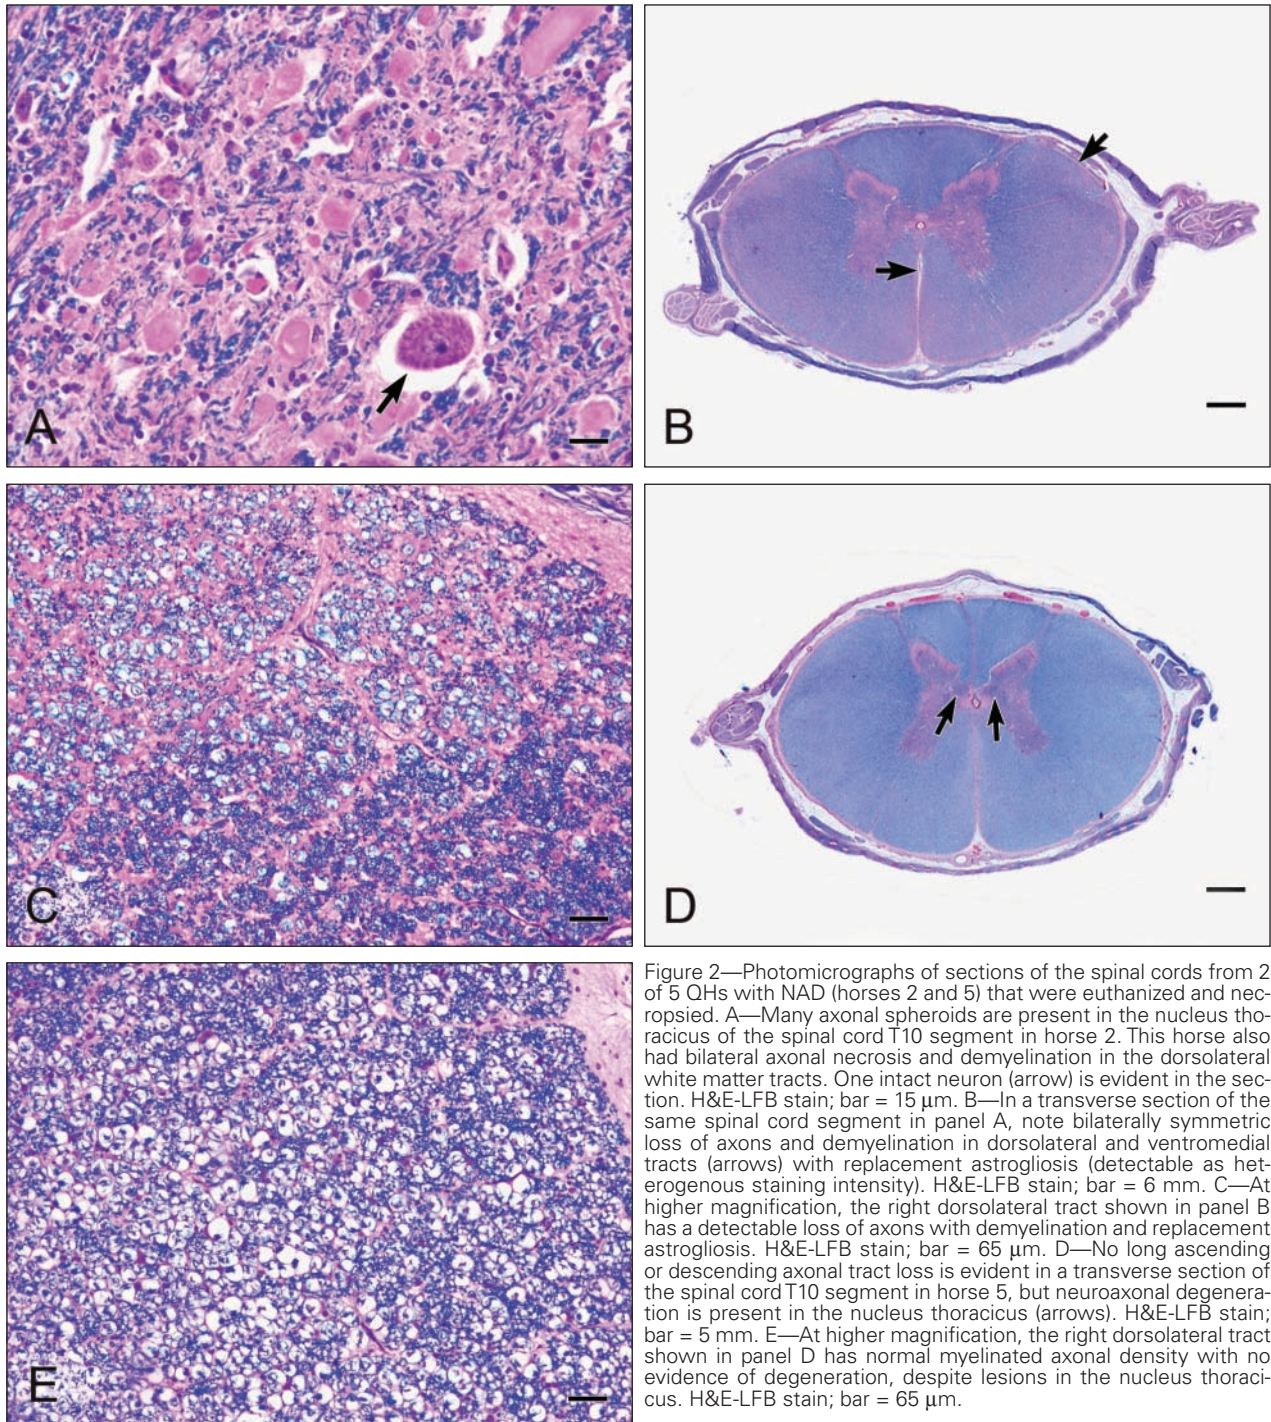 A
B
C
D
E
Figure 2—Photomicrographs of sections of the spinal cords from 2
of 5 QHs with NAD (horses 2 and 5) that were euthanized and nec-
ropsied. A—Many axonal spheroids are present in the nucleus tho-
racicus of the spinal cord T10 segment in horse 2. This horse also
had bilateral axonal necrosis and demyelination in the dorsolateral
white matter tracts. One intact neuron (arrow) is evident in the sec-
tion. H&E-LFB stain; bar = 15 μm. B—In a transverse section of the
same spinal cord segment in panel A, note bilaterally symmetric
loss of axons and demyelination in dorsolateral and ventromedial
tracts (arrows) with replacement astrogliosis (detectable as het-
erogenous staining intensity). H&E-LFB stain; bar = 6 mm. C—At
higher magnification, the right dorsolateral tract shown in panel B
has a detectable loss of axons with demyelination and replacement
astrogliosis. H&E-LFB stain; bar = 65 μm. D—No long ascending
or descending axonal tract loss is evident in a transverse section of
the spinal cord T10 segment in horse 5, but neuroaxonal degenera-
tion is present in the nucleus thoracicus (arrows). H&E-LFB stain;
bar = 5 mm. E—At higher magnification, the right dorsolateral tract
shown in panel D has normal myelinated axonal density with no
evidence of degeneration, despite lesions in the nucleus thoraci-
cus. H&E-LFB stain; bar = 65 μm.